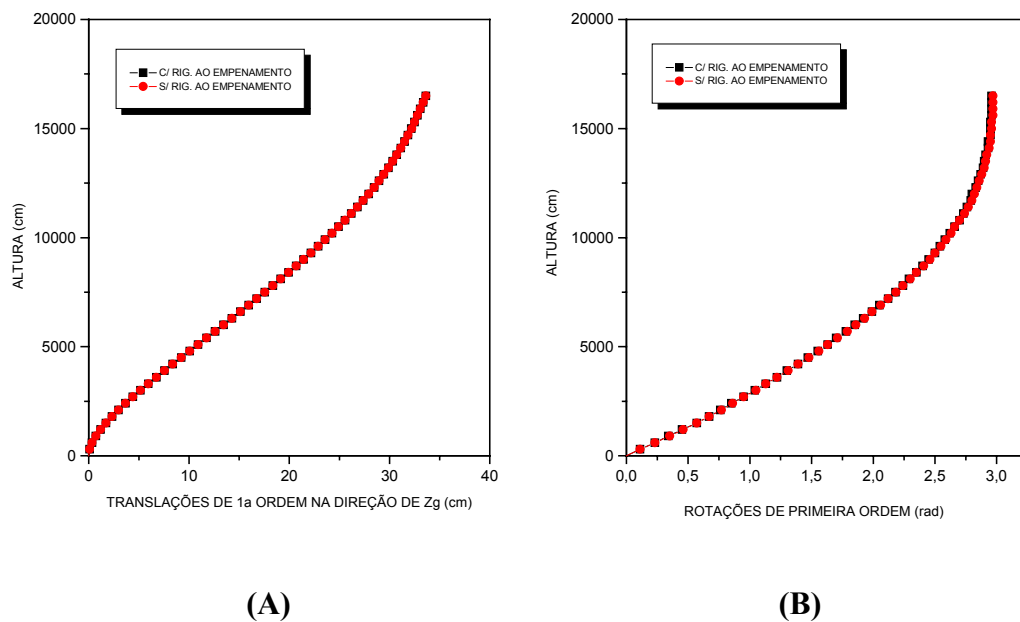 20000
15000
10000
5000
0
ALTURA (cm)
C/ RIG. AO EMPENAMENTO
S/ RIG. AO EMPENAMENTO
0 10 20 30 40
TRANSLAÇÕES DE 1a ORDEM NA DIREÇÃO DE Zg (cm)
(A)
20000
15000
10000
5000
0
ALTURA (cm)
C/ RIG. AO EMPENAMENTO
S/ RIG. AO EMPENAMENTO
0,0 0,5 1,0 1,5 2,0 2,5 3,0
ROTAÇÕES DE PRIMEIRA ORDEM (rad)
(B)